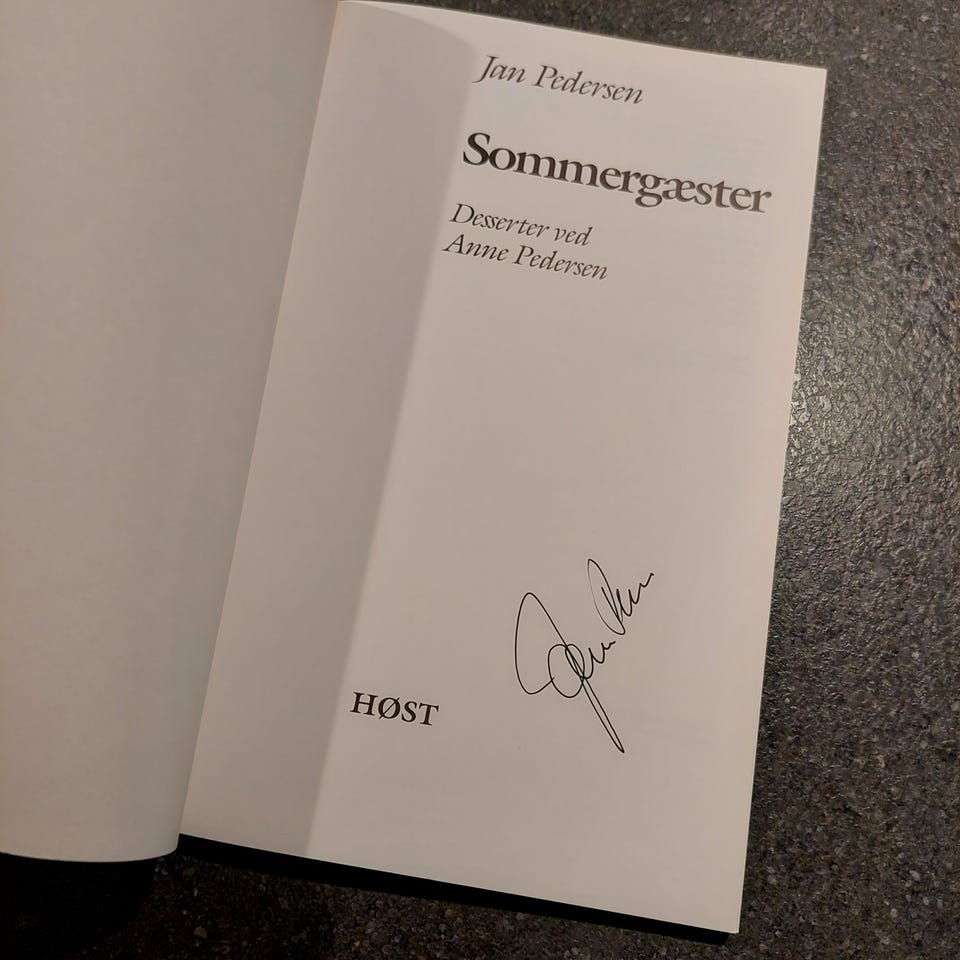 Jan Pedersen
Sommergæster
Desserter ved
Anne Pedersen
HØST